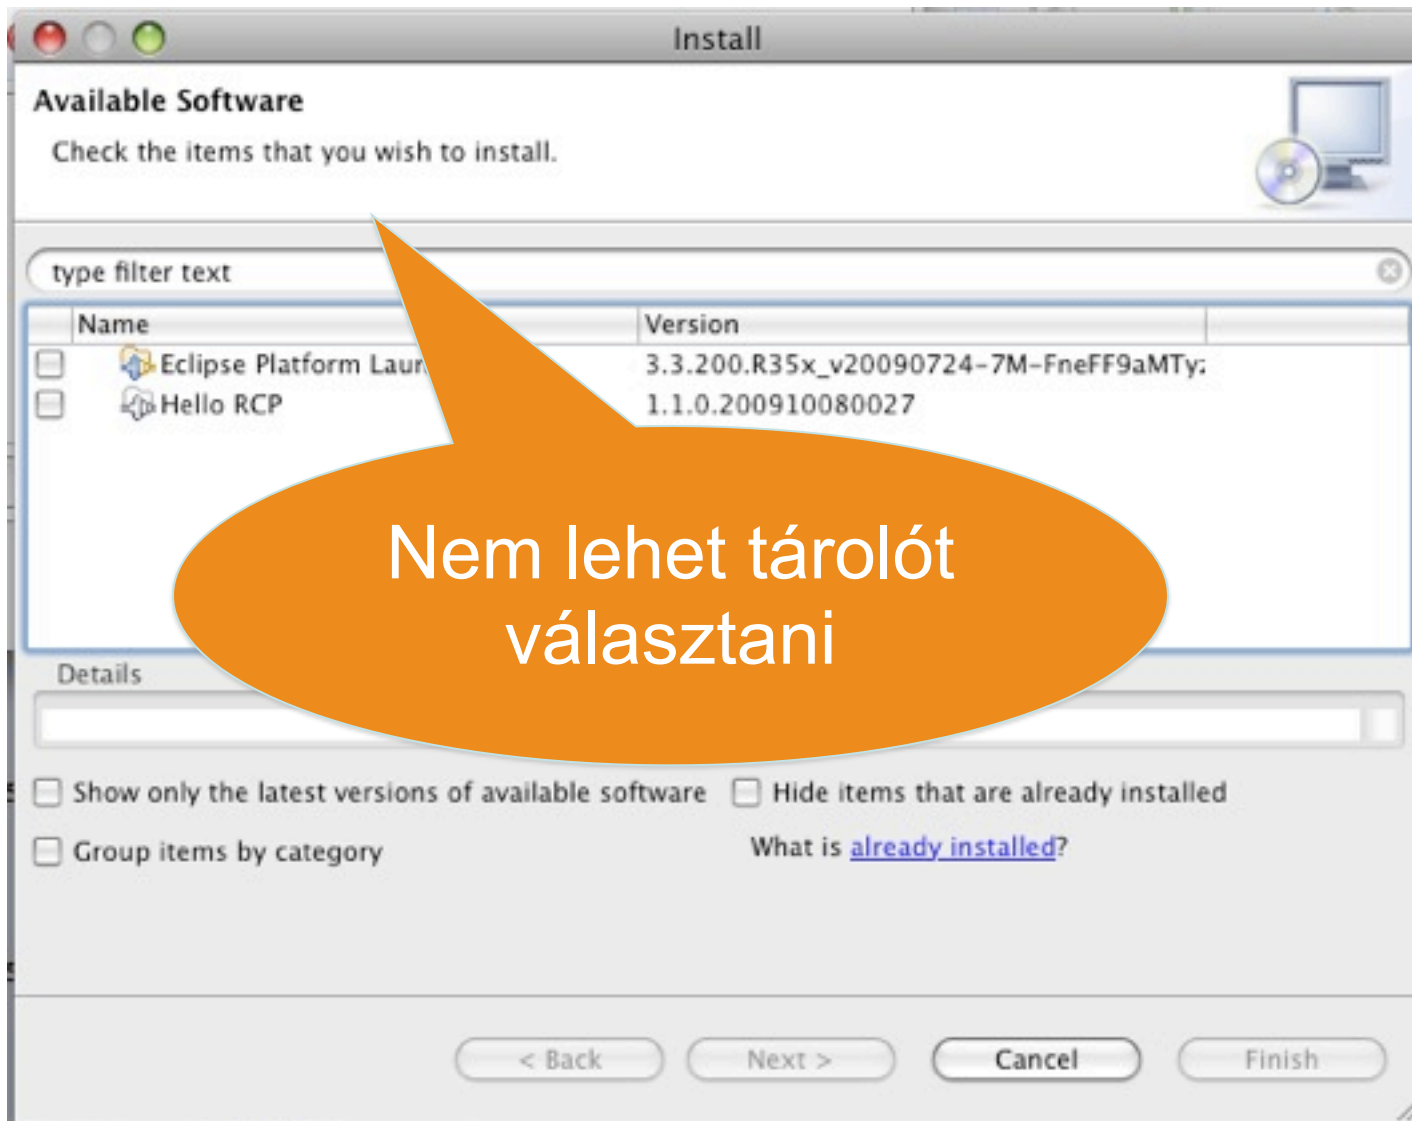 Install
Available Software
Check the items that you wish to install.
type filter text
Name Version
Eclipse Platform 3.3.200.R35x_v20090724-7M-FneFF9aMTy
Hello RCP 1.1.0.200910080027
Nem lehet tárolót
választani
Details
Show only the latest versions of available software Hide items that are already installed
Group items by category What is already installed?
< Back Next > Cancel Finish